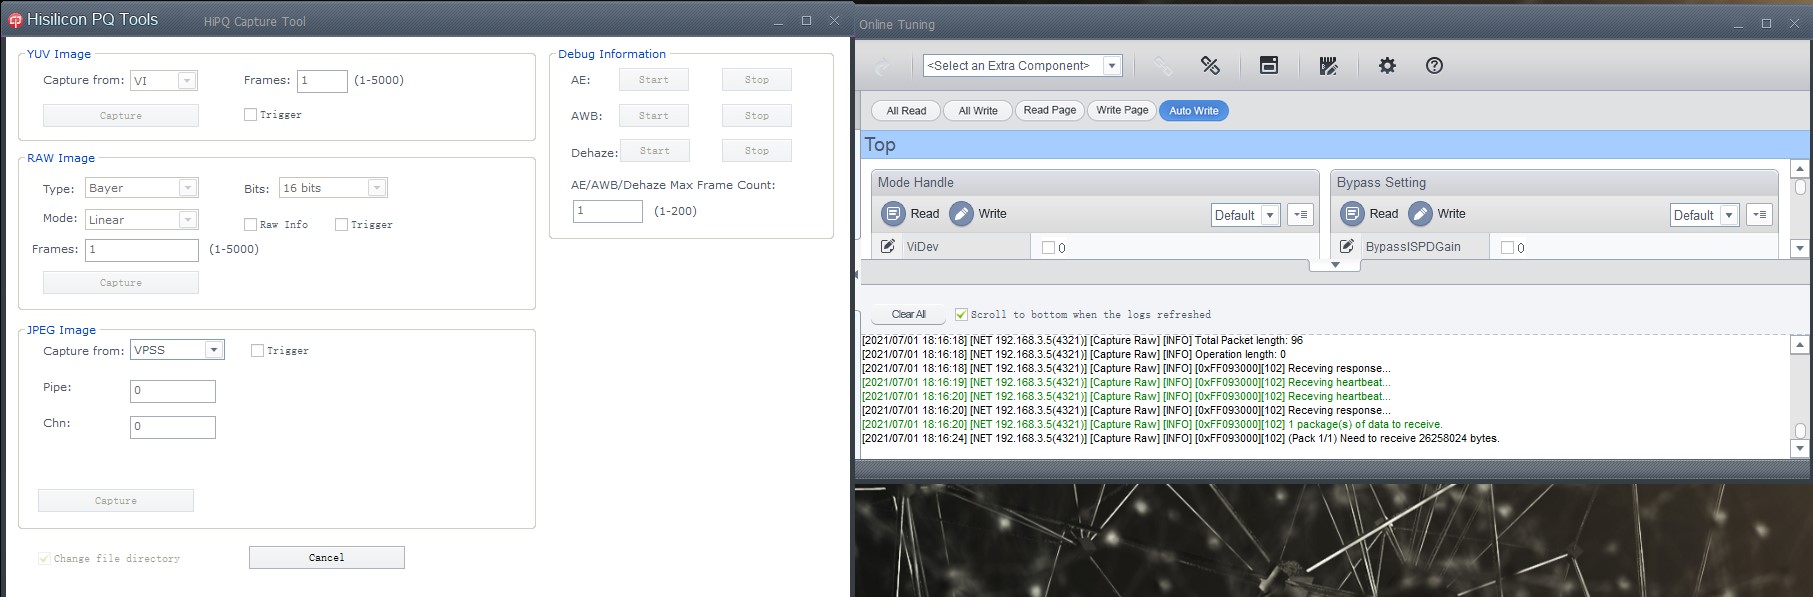 Hisilicon PQ Tools
HiPQ Capture Tool
YUV Image
Capture from: VI
Frames: 1 (1-5000)
Capture
Trigger
RAW Image
Type: Bayer
Bits: 16 bits
Mode: Linear
Raw Info
Trigger
Frames: 1 (1-5000)
Capture
JPEG Image
Capture from: VPSS
Trigger
Pipe: 0
Chn: 0
Capture
Change file directory
Cancel
Debug Information
AE: Start Stop
AWB: Start Stop
Dehaze: Start Stop
AE/AWB/Dehaze Max Frame Count:
1 (1-200)
Online Tuning
<Select an Extra Component>
All Read All Write Read Page Write Page Auto Write
Top
Mode Handle
Read Write Default
ViDev 0
Bypass Setting
Read Write Default
BypassISPDGain 0
Clear All
Scroll to bottom when the logs refreshed
[2021/07/01 18:16:18] [NET 192.168.3.5(4321)] [Capture Raw] [INFO] Total Packet length: 96
[2021/07/01 18:16:18] [NET 192.168.3.5(4321)] [Capture Raw] [INFO] Operation length: 0
[2021/07/01 18:16:18] [NET 192.168.3.5(4321)] [Capture Raw] [INFO] [0xFF093000][102] Receving response...
[2021/07/01 18:16:19] [NET 192.168.3.5(4321)] [Capture Raw] [INFO] [0xFF093000][102] Receving heartbeat...
[2021/07/01 18:16:20] [NET 192.168.3.5(4321)] [Capture Raw] [INFO] [0xFF093000][102] Receving heartbeat...
[2021/07/01 18:16:20] [NET 192.168.3.5(4321)] [Capture Raw] [INFO] [0xFF093000][102] Receving response...
[2021/07/01 18:16:20] [NET 192.168.3.5(4321)] [Capture Raw] [INFO] [0xFF093000][102] 1 package(s) of data to receive.
[2021/07/01 18:16:24] [NET 192.168.3.5(4321)] [Capture Raw] [INFO] [0xFF093000][102] (Pack 1/1) Need to receive 26258024 bytes.